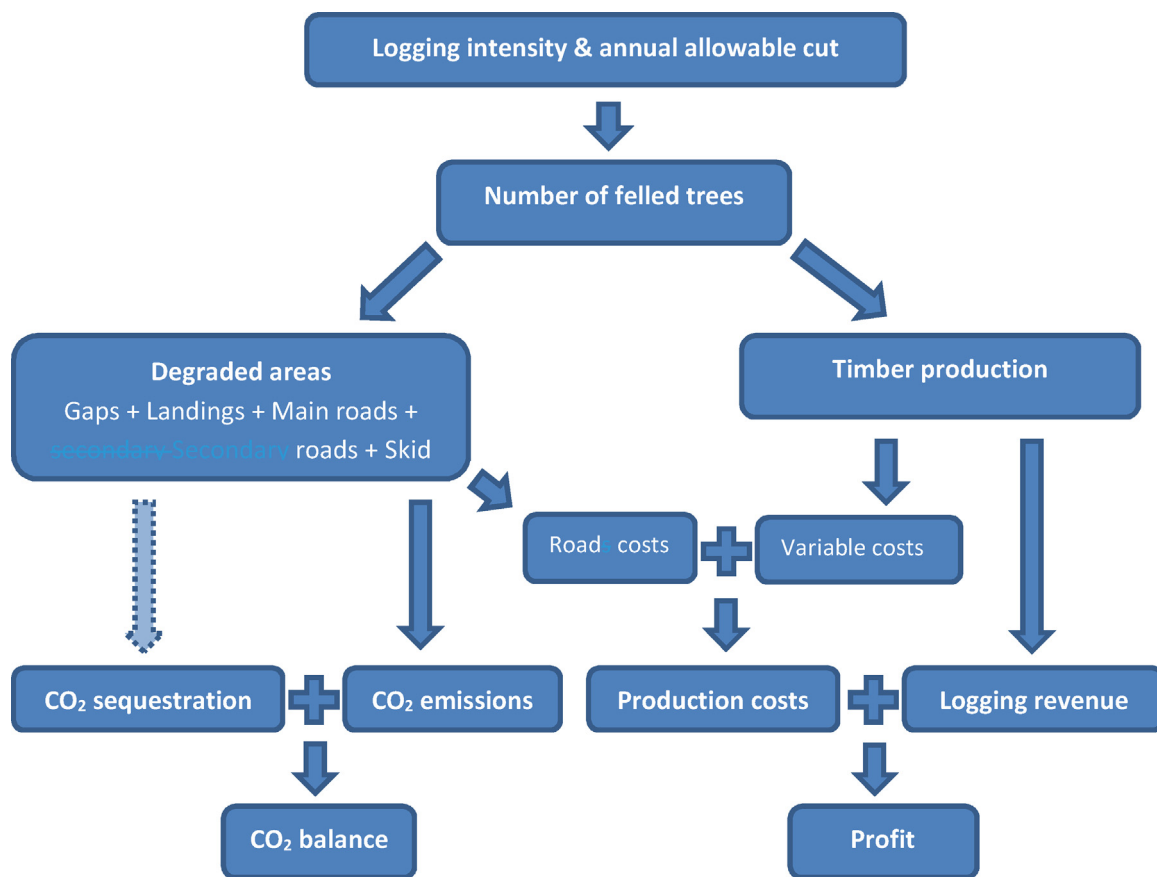 Logging intensity & annual allowable cut
Number of felled trees
Degraded areas
Gaps + Landings + Main roads +
secondary Secondary roads + Skid
Timber production
Roads costs
Variable costs
CO₂ sequestration
CO₂ emissions
Production costs
Logging revenue
CO₂ balance
Profit